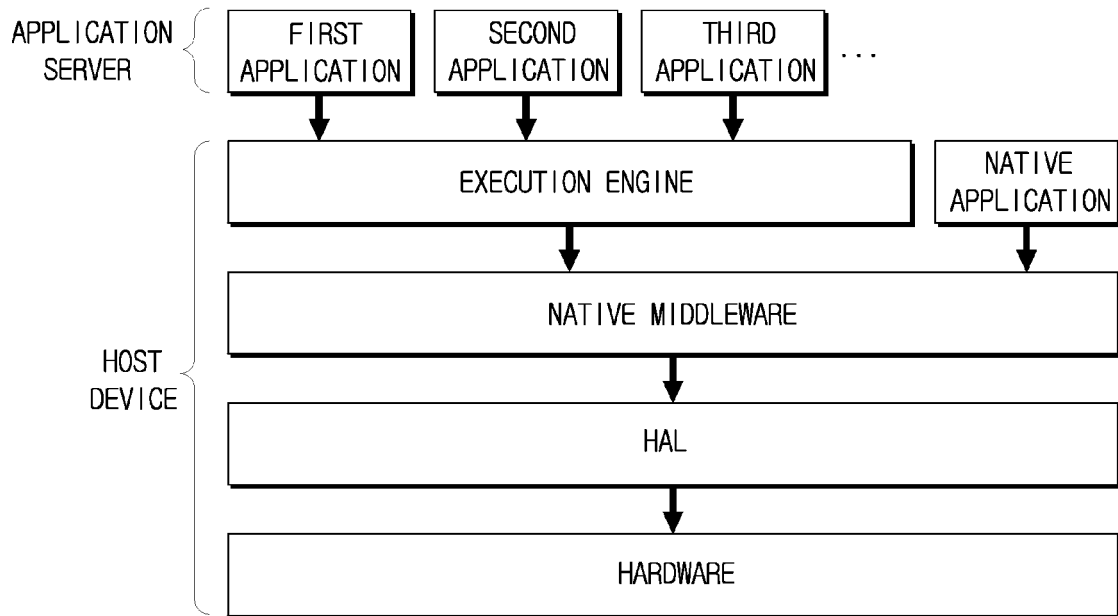 APPLICATION
SERVER
FIRST
APPLICATION
SECOND
APPLICATION
THIRD
APPLICATION
...
EXECUTION ENGINE
NATIVE
APPLICATION
NATIVE MIDDLEWARE
HOST
DEVICE
HAL
HARDWARE